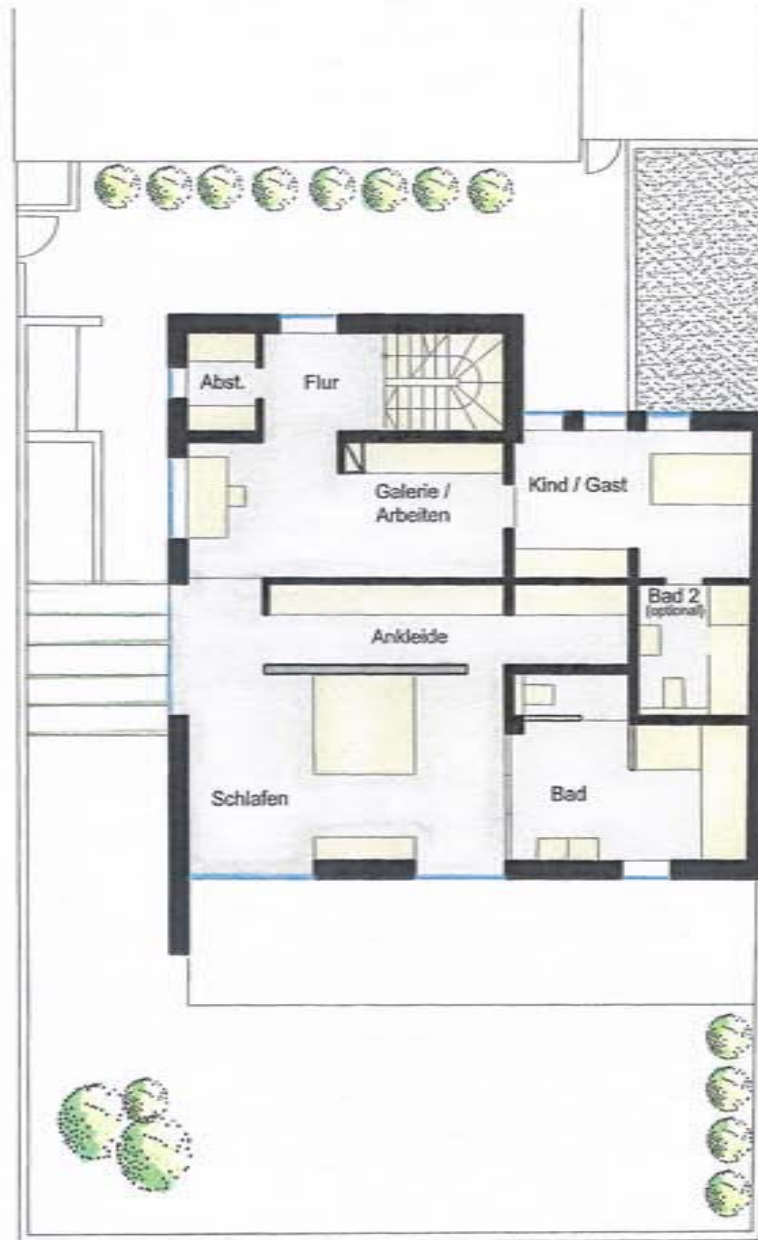 Abst.
Flur
Galerie /
Arbeiten
Kind / Gast
Bad 2
(optional)
Ankleide
Schlafen
Bad